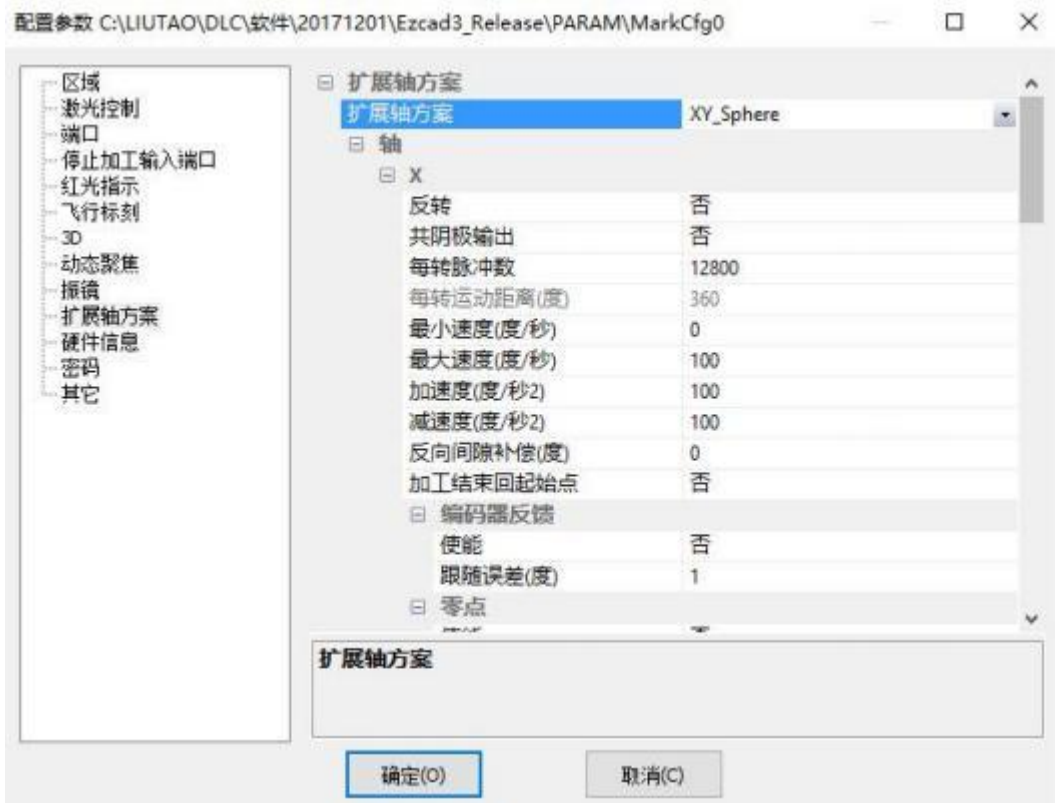 配置参数 C:\LIUTAO\DLC\软件\20171201\Ezcad3_Release\PARAM\MarkCfg0
区域
激光控制
端口
停止加工输入端口
红光指示
飞行标刻
3D
动态聚焦
振镜
扩展轴方案
硬件信息
密码
其它
扩展轴方案
扩展轴方案 XY_Sphere
轴
X
反转 否
共阴极输出 否
每转脉冲数 12800
每转运动距离(度) 360
最小速度(度/秒) 0
最大速度(度/秒) 100
加速度(度/秒2) 100
减速度(度/秒2) 100
反向间隙补偿(度) 0
加工结束回起始点 否
编码器反馈
使能 否
跟随误差(度) 1
零点
扩展轴方案
确定(O)
取消(C)